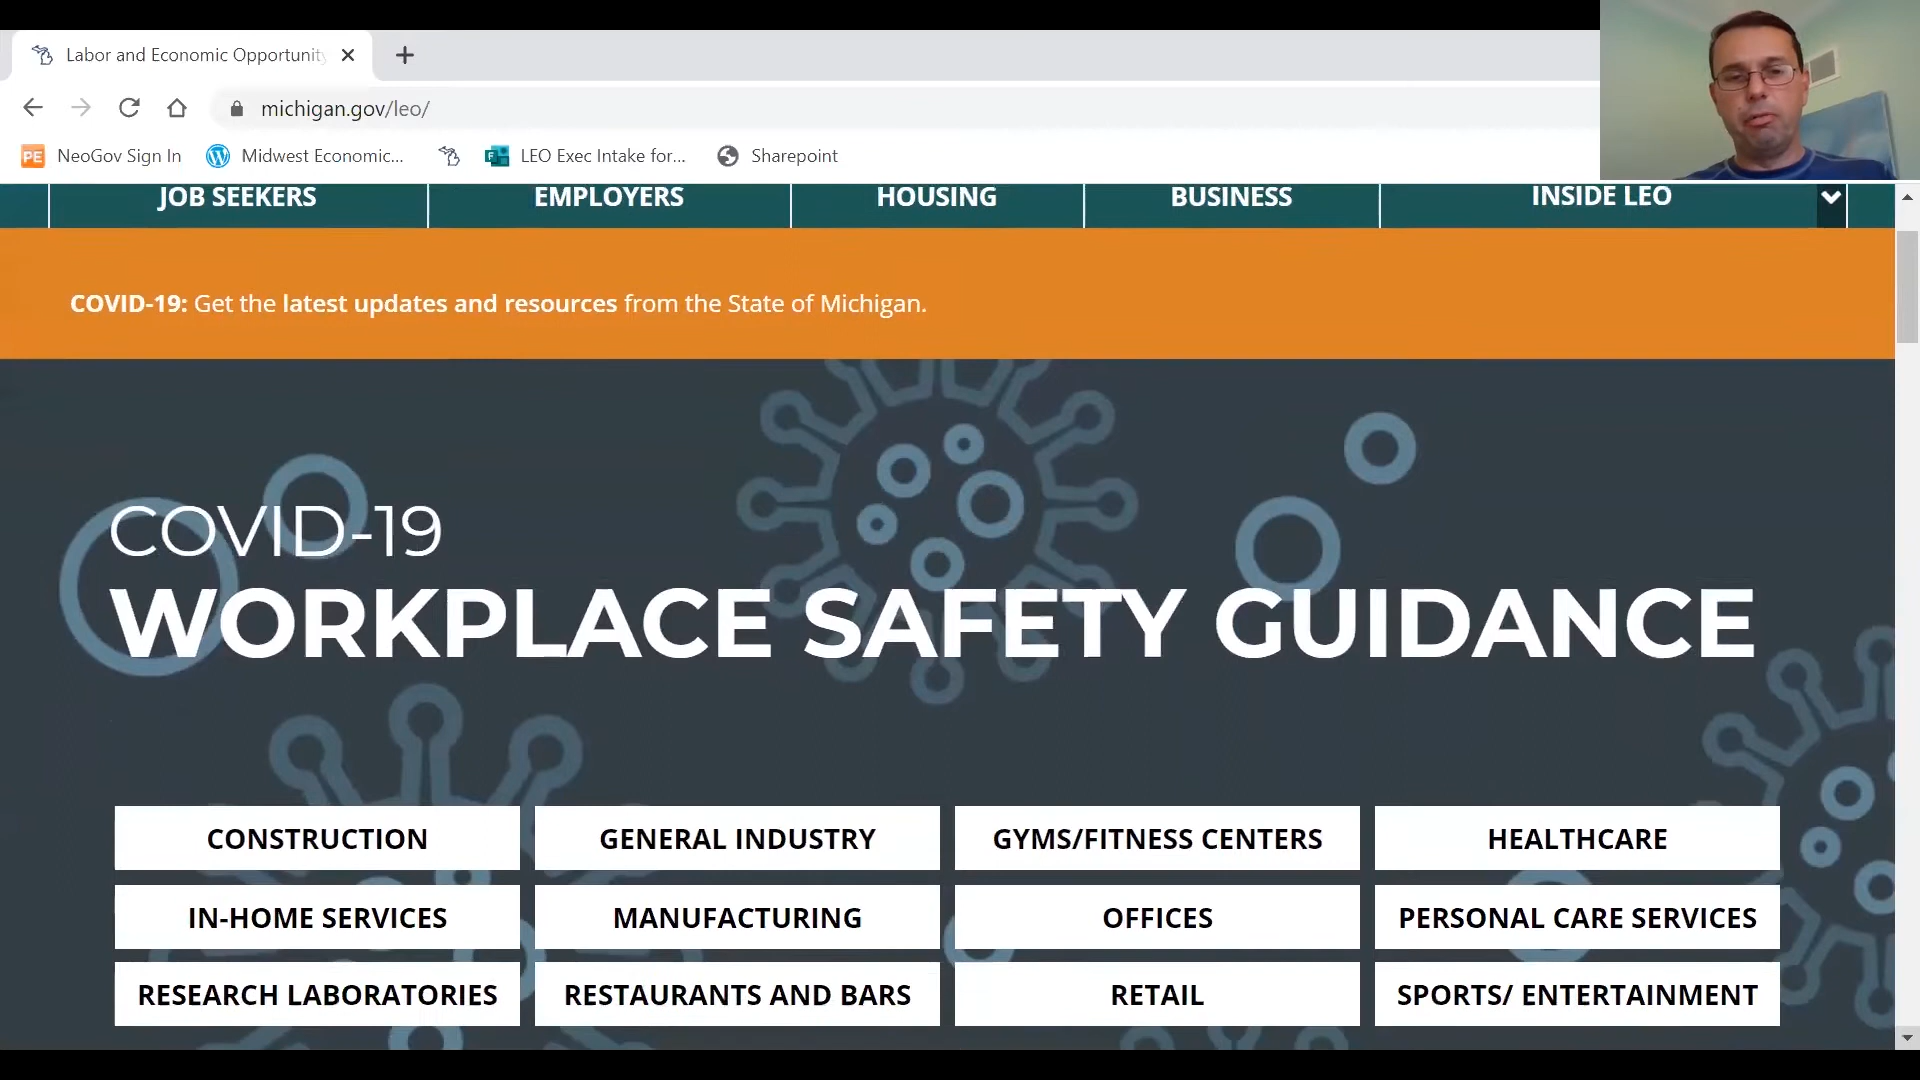 Labor and Economic Opportunity
michigan.gov/leo/
PE NeoGov Sign In Midwest Economic... LEO Exec Intake for... Sharepoint
JOB SEEKERS EMPLOYERS HOUSING BUSINESS INSIDE LEO
COVID-19: Get the latest updates and resources from the State of Michigan.
COVID-19
WORKPLACE SAFETY GUIDANCE
CONSTRUCTION GENERAL INDUSTRY GYMS/FITNESS CENTERS HEALTHCARE
IN-HOME SERVICES MANUFACTURING OFFICES PERSONAL CARE SERVICES
RESEARCH LABORATORIES RESTAURANTS AND BARS RETAIL SPORTS/ ENTERTAINMENT